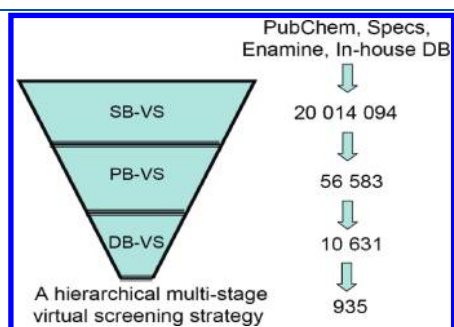 PubChem, Specs,
Enamine, In-house DB
SB-VS
20 014 094
PB-VS
56 583
DB-VS
10 631
A hierarchical multi-stage
virtual screening strategy
935